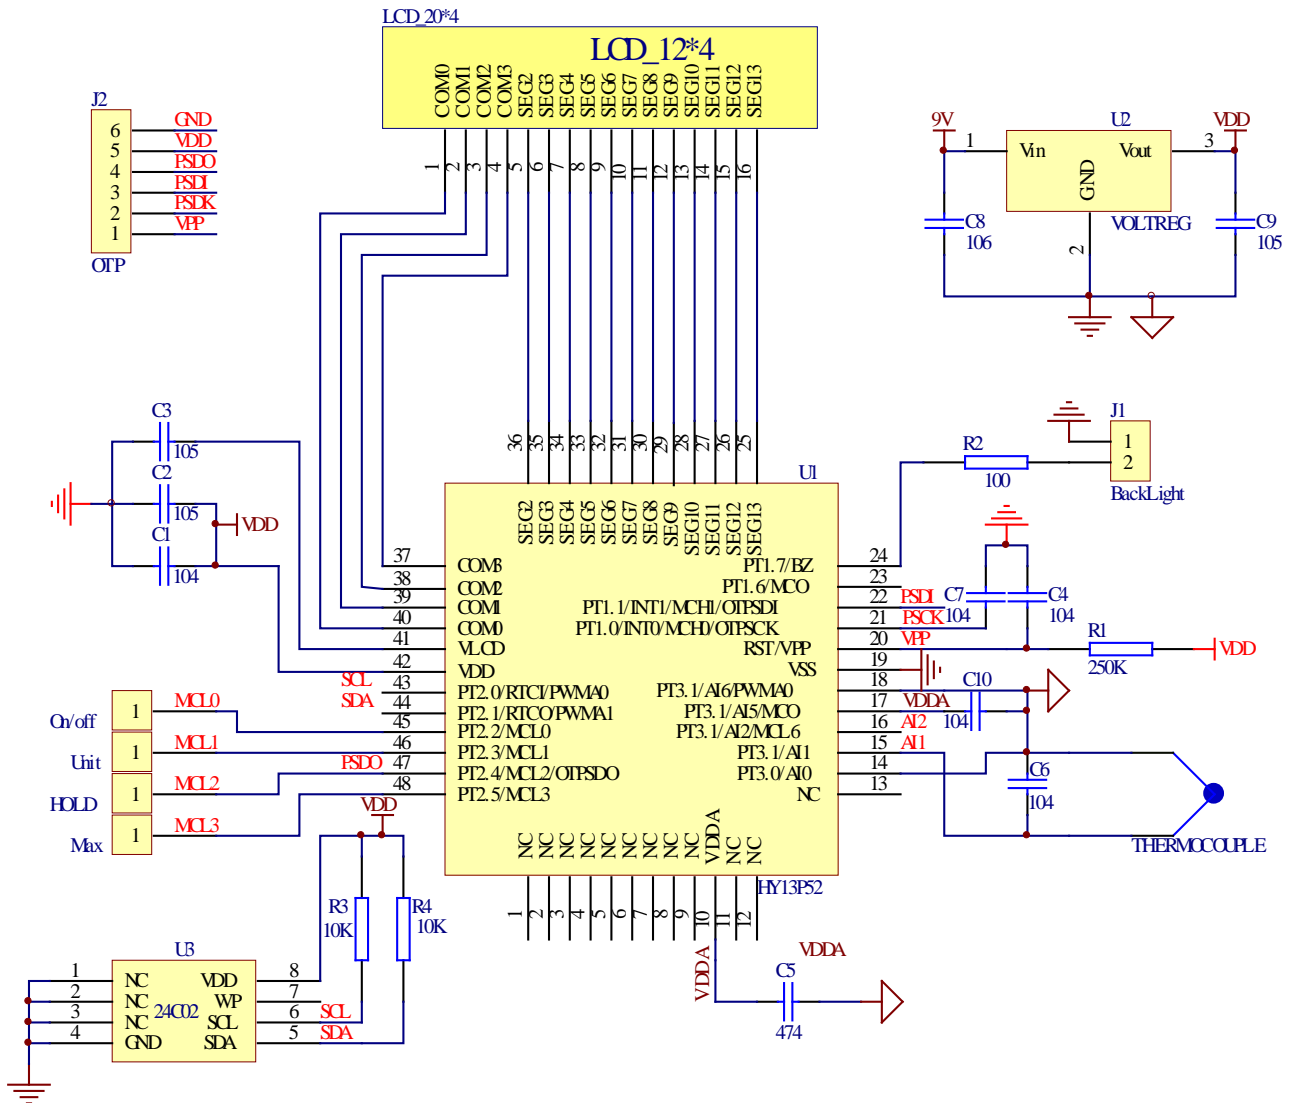 LCD_20*4
LCD_12*4
COM0 COM1 COM2 COM3 SEG2 SEG3 SEG4 SEG5 SEG6 SEG7 SEG8 SEG9 SEG10 SEG11 SEG12 SEG13
1 2 3 4 5 6 7 8 9 10 11 12 13 14 15 16
J2
6 GND
5 VDD
4 PSDO
3 PSDI
2 PSDK
1 VPP
OTP
9V U2 VDD
1 Vin Vout 3
GND
2
VOLTREG
C8
106
C9
105
C3
105
C2
105
C1
104
VDD
J1
1
2
BackLight
R2
100
U1
36 35 34 33 32 31 30 29 28 27 26 25
SEG2 SEG3 SEG4 SEG5 SEG6 SEG7 SEG8 SEG9 SEG10 SEG11 SEG12 SEG13
37 COM3
38 COM2
39 COM1
40 COM0
41 VLCD
42 VDD
SCL 43 PT2.0/RTCI/PWMA0
SDA 44 PT2.1/RTCO/PWMA1
45 PT2.2/MCL0
46 PT2.3/MCL1
PSDO 47 PT2.4/MCL2/OTPSDO
48 PT2.5/MCL3
PT1.7/BZ 24
PT1.6/MCO 23
PT1.1/INT1/MCH1/OTPSDI 22 PSDI
PT1.0/INT0/MCH0/OTPSCK 21 PSCK
RST/VPP 20 VPP
VSS 19
PT3.1/AI6/PWMA0 18
PT3.1/AI5/MCO 17 VDDA
PT3.1/AI2/MCL6 16 AI2
PT3.1/AI1 15 AI1
PT3.0/AI0 14
NC 13
NC NC NC NC NC NC NC NC NC VDDA NC NC
1 2 3 4 5 6 7 8 9 10 11 12
HY13P52
C7
104
C4
104
R1
250K
VDD
C10
104
C6
104
THERMOCOUPLE
On/off 1 MCL0
Unit 1 MCL1
HOLD 1 MCL2
Max 1 MCL3
VDD
R3
10K
R4
10K
U3
24C02
1 NC
2 NC
3 NC
4 GND
VDD 8
WP 7
SCL 6 SCL
SDA 5 SDA
VDDA
C5
474
VDDA